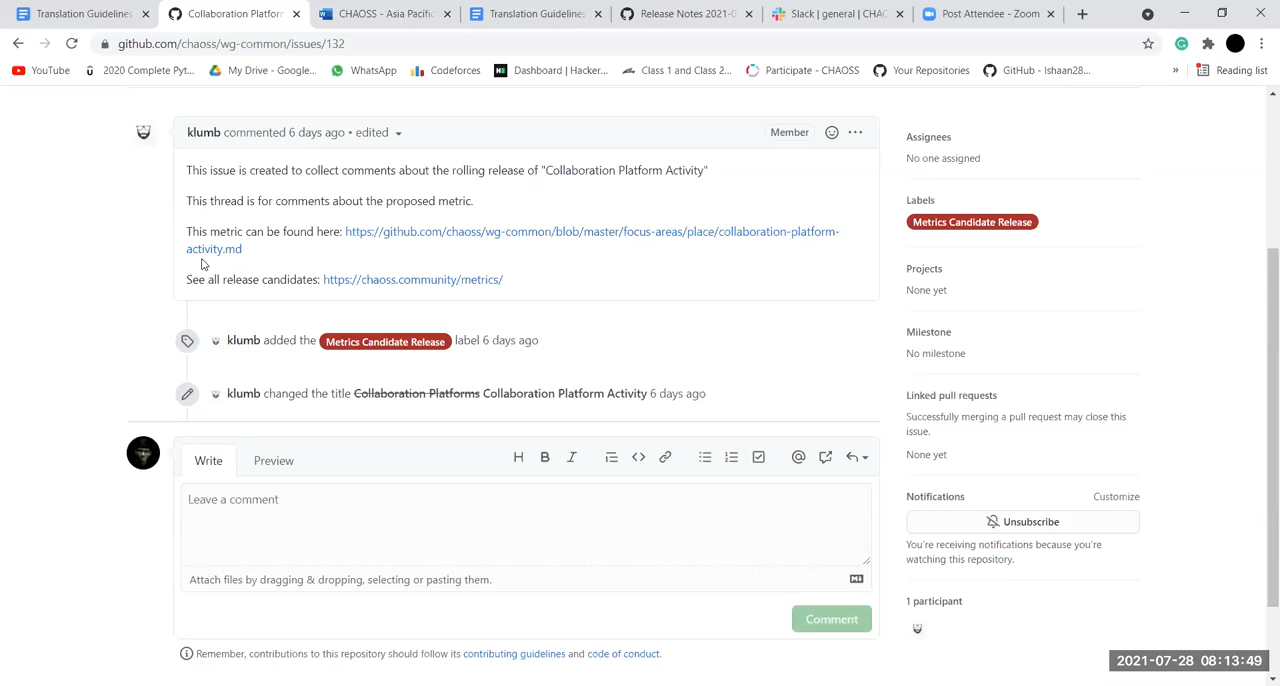 Translation Guidelines
Collaboration Platform
CHAOSS - Asia Pacific
Translation Guidelines
Release Notes 2021-0
Slack | general | CHAO
Post Attendee - Zoom
github.com/chaoss/wg-common/issues/132
YouTube
2020 Complete Pyt...
My Drive - Google...
WhatsApp
Codeforces
Dashboard | Hacker...
Class 1 and Class 2...
Participate - CHAOSS
Your Repositories
GitHub - Ishaan28...
»
Reading list
klumb commented 6 days ago • edited
Member
This issue is created to collect comments about the rolling release of "Collaboration Platform Activity"
This thread is for comments about the proposed metric.
This metric can be found here: https://github.com/chaoss/wg-common/blob/master/focus-areas/place/collaboration-platform-
activity.md
See all release candidates: https://chaoss.community/metrics/
klumb added the Metrics Candidate Release label 6 days ago
klumb changed the title Collaboration Platforms Collaboration Platform Activity 6 days ago
Write
Preview
Leave a comment
Attach files by dragging & dropping, selecting or pasting them.
Comment
Remember, contributions to this repository should follow its contributing guidelines and code of conduct.
Assignees
No one assigned
Labels
Metrics Candidate Release
Projects
None yet
Milestone
No milestone
Linked pull requests
Successfully merging a pull request may close this
issue.
None yet
Notifications
Customize
Unsubscribe
You're receiving notifications because you're
watching this repository.
1 participant
2021-07-28 08:13:49